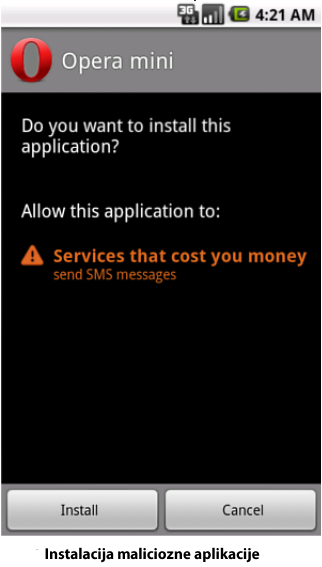 3G 4:21 AM
Opera mini
Do you want to install this
application?
Allow this application to:
Services that cost you money
send SMS messages
Install Cancel
Instalacija maliciozne aplikacije